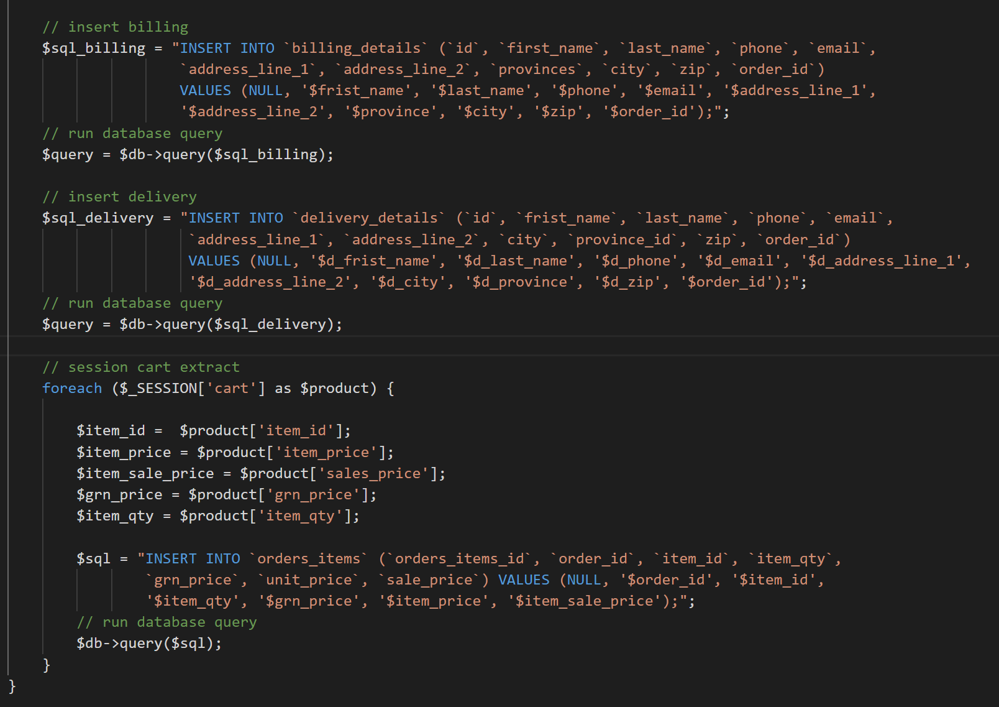 // insert billing
$sql_billing = "INSERT INTO `billing_details` (`id`, `first_name`, `last_name`, `phone`, `email`,
`address_line_1`, `address_line_2`, `provinces`, `city`, `zip`, `order_id`)
VALUES (NULL, '$frist_name', '$last_name', '$phone', '$email', '$address_line_1',
'$address_line_2', '$province', '$city', '$zip', '$order_id');";
// run database query
$query = $db->query($sql_billing);
// insert delivery
$sql_delivery = "INSERT INTO `delivery_details` (`id`, `frist_name`, `last_name`, `phone`, `email`,
`address_line_1`, `address_line_2`, `city`, `province_id`, `zip`, `order_id`)
VALUES (NULL, '$d_frist_name', '$d_last_name', '$d_phone', '$d_email', '$d_address_line_1',
'$d_address_line_2', '$d_city', '$d_province', '$d_zip', '$order_id');";
// run database query
$query = $db->query($sql_delivery);
// session cart extract
foreach ($_SESSION['cart'] as $product) {
$item_id =  $product['item_id'];
$item_price = $product['item_price'];
$item_sale_price = $product['sales_price'];
$grn_price = $product['grn_price'];
$item_qty = $product['item_qty'];
$sql = "INSERT INTO `orders_items` (`orders_items_id`, `order_id`, `item_id`, `item_qty`,
`grn_price`, `unit_price`, `sale_price`) VALUES (NULL, '$order_id', '$item_id',
'$item_qty', '$grn_price', '$item_price', '$item_sale_price');";
// run database query
$db->query($sql);
}
}